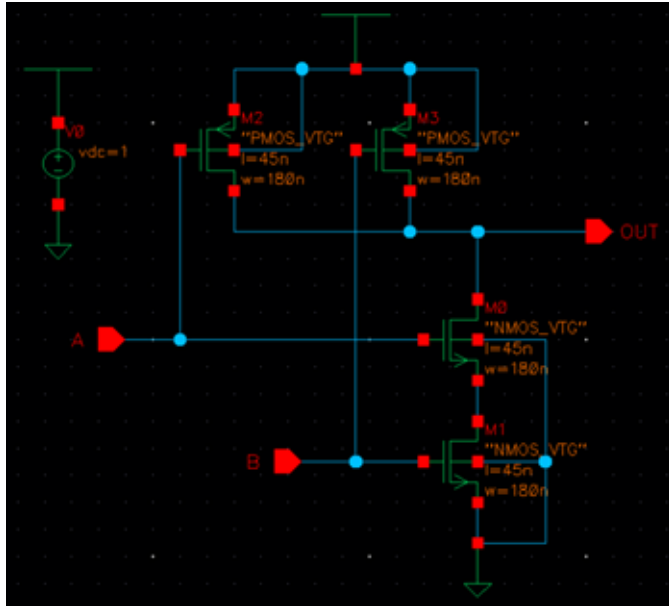 V0
vdc=1
M2
"PMOS_VTG"
l=45n
w=180n
M3
"PMOS_VTG"
l=45n
w=180n
OUT
A
M0
"NMOS_VTG"
l=45n
w=180n
B
M1
"NMOS_VTG"
l=45n
w=180n